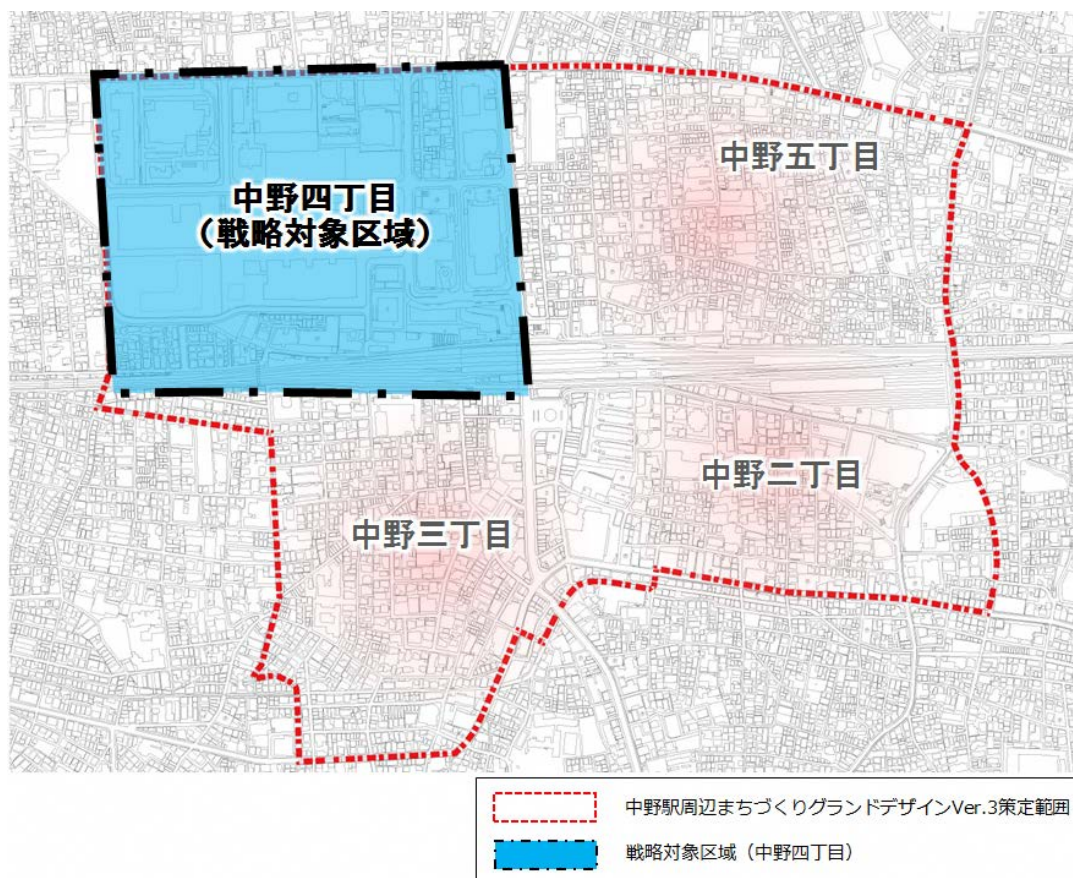 中野五丁目
中野四丁目
（戦略対象区域）
中野二丁目
中野三丁目
中野駅周辺まちづくりグランドデザインVer.3策定範囲
戦略対象区域（中野四丁目）